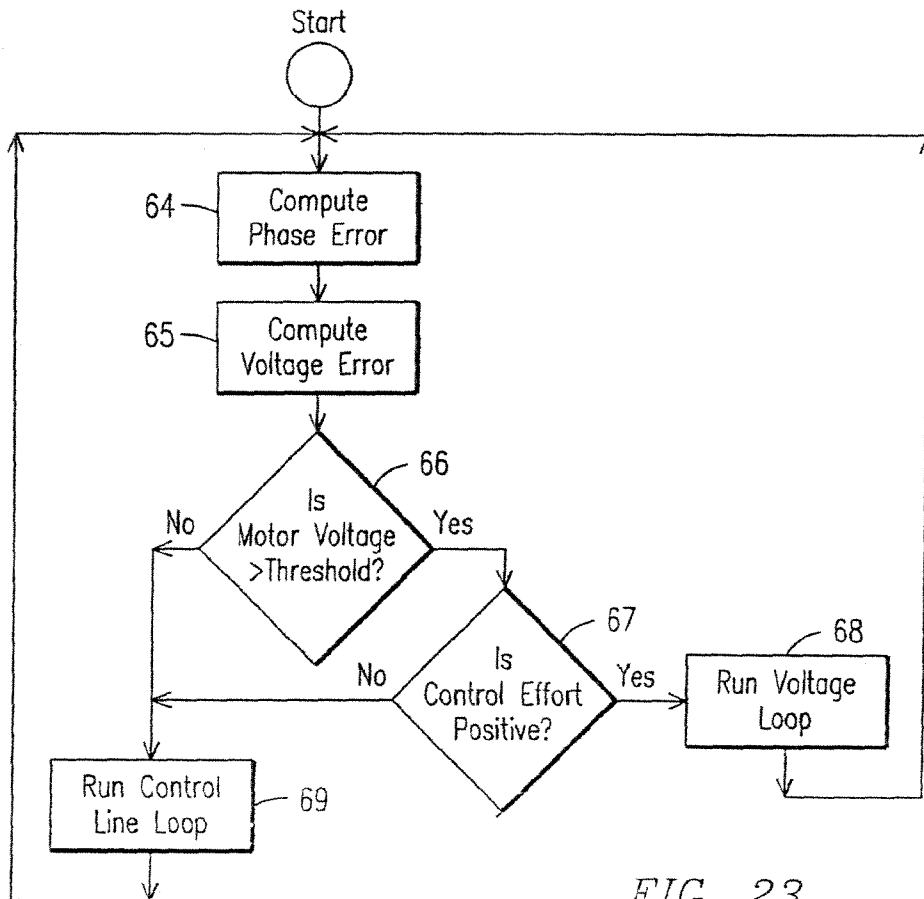 Start
64
Compute
Phase Error
65
Compute
Voltage Error
66
Is
Motor Voltage
>Threshold?
No
Yes
67
Is
Control Effort
Positive?
No
Yes
68
Run Voltage
Loop
Run Control
Line Loop
69
FIG. 23